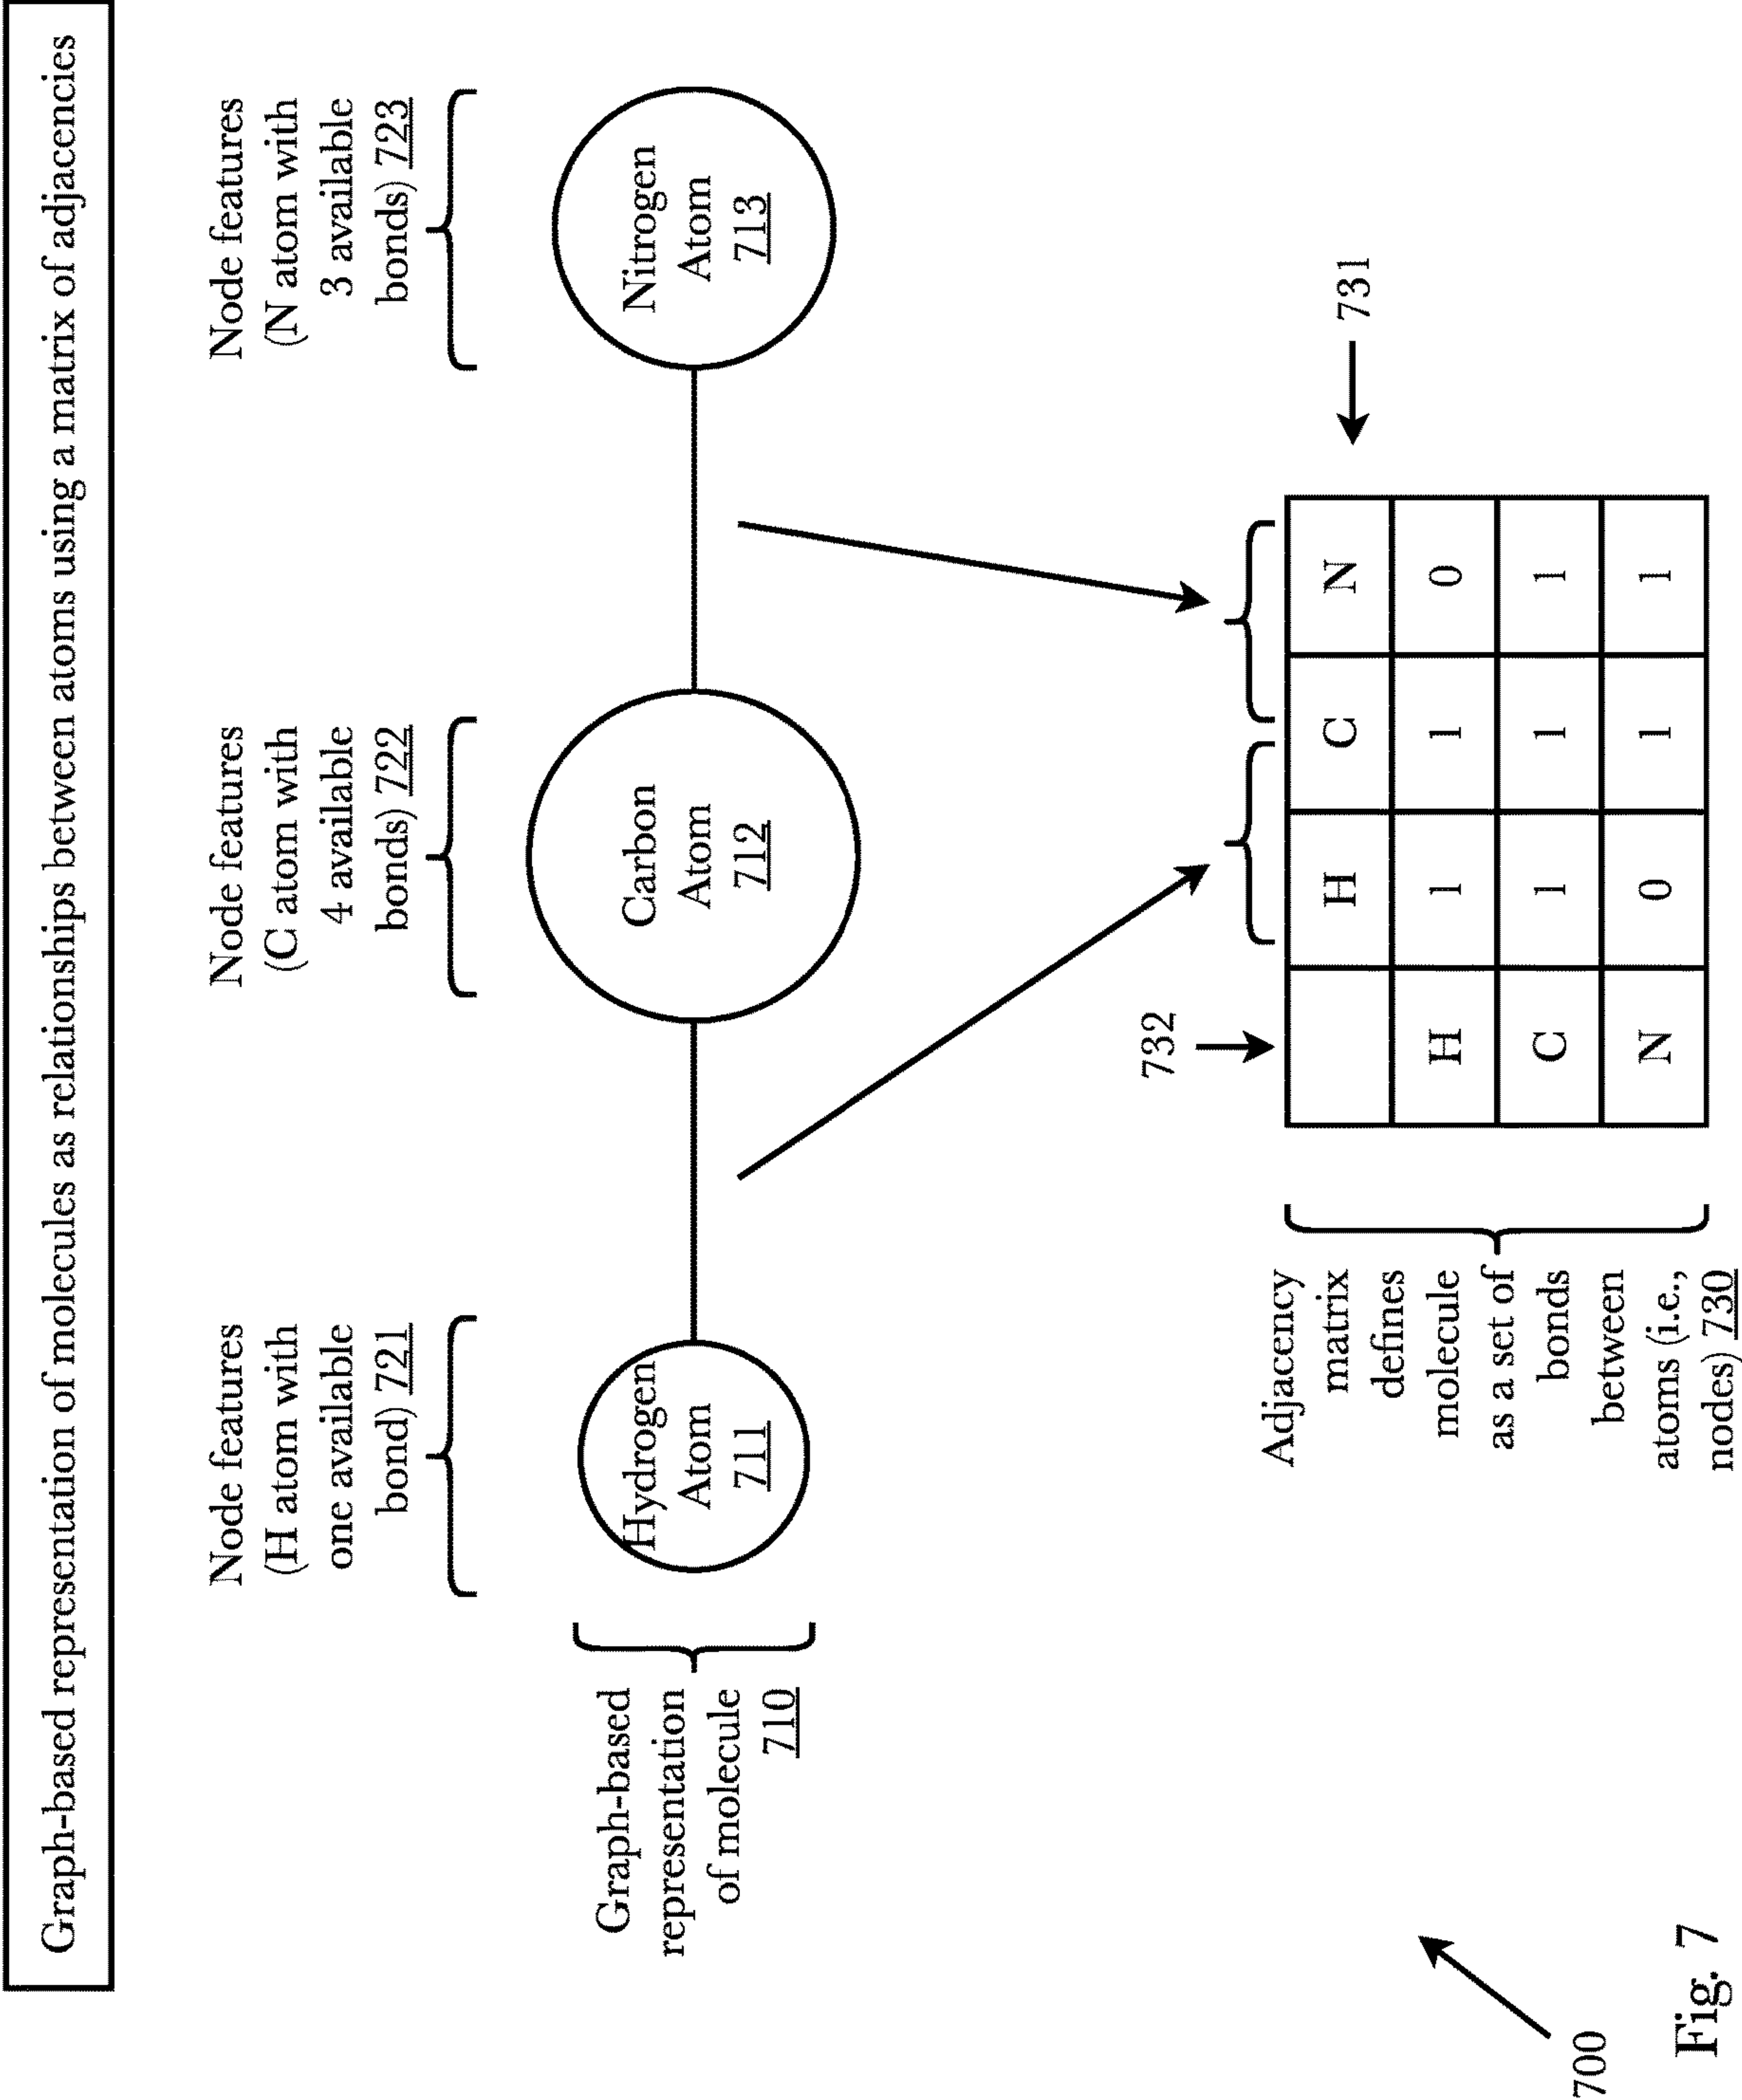 Graph-based representation of molecules as relationships between atoms using a matrix of adjacencies
Node features
(H atom with
one available
bond) 721
Node features
(C atom with
4 available
bonds) 722
Node features
(N atom with
3 available
bonds) 723
Graph-based
representation
of molecule
710
Hydrogen
Atom
711
Carbon
Atom
712
Nitrogen
Atom
713
732
731
Adjacency
matrix
defines
molecule
as a set of
bonds
between
atoms (i.e.,
nodes) 730
H C N
H 1 1 0
C 1 1 1
N 0 1 1
700
Fig. 7